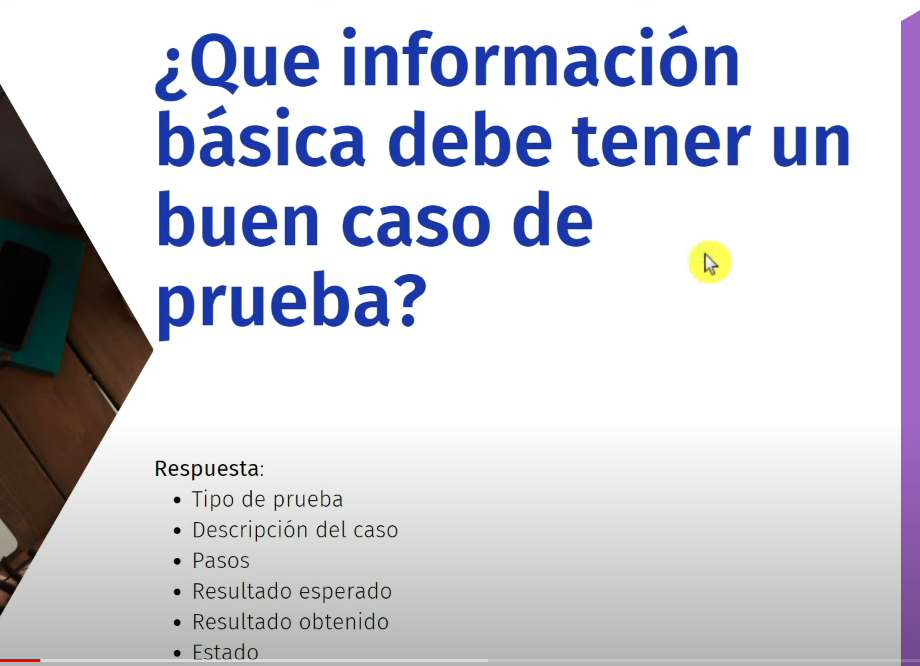 ¿Que información
básica debe tener un
buen caso de
prueba?
Respuesta:
• Tipo de prueba
• Descripción del caso
• Pasos
• Resultado esperado
• Resultado obtenido
• Estado